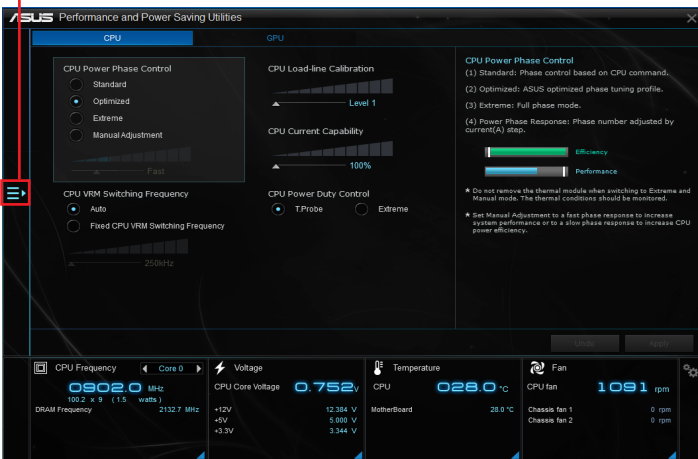 ASUS Performance and Power Saving Utilities
CPU
GPU
CPU Power Phase Control
Standard
Optimized
Extreme
Manual Adjustment
Fast
CPU VRM Switching Frequency
Auto
Fixed CPU VRM Switching Frequency
250kHz
CPU Load-line Calibration
Level 1
CPU Current Capability
100%
CPU Power Duty Control
T.Probe
Extreme
CPU Power Phase Control
(1) Standard: Phase control based on CPU command.
(2) Optimized: ASUS optimized phase tuning profile.
(3) Extreme: Full phase mode.
(4) Power Phase Response: Phase number adjusted by
current(A) step.
Efficiency
Performance
* Do not remove the thermal module when switching to Extreme and
Manual mode. The thermal conditions should be monitored.
* Set Manual Adjustment to a fast phase response to increase
system performance or to a slow phase response to increase CPU
power efficiency.
Undo
Apply
CPU Frequency
Core 0
0902.0 MHz
100.2 x 9 (1.5 watts)
DRAM Frequency 2132.7 MHz
Voltage
CPU Core Voltage 0.752v
+12V 12.384 V
+5V 5.000 V
+3.3V 3.344 V
Temperature
CPU 028.0 °C
MotherBoard 28.0 °C
Fan
CPU fan 1091 rpm
Chassis fan 1 0 rpm
Chassis fan 2 0 rpm